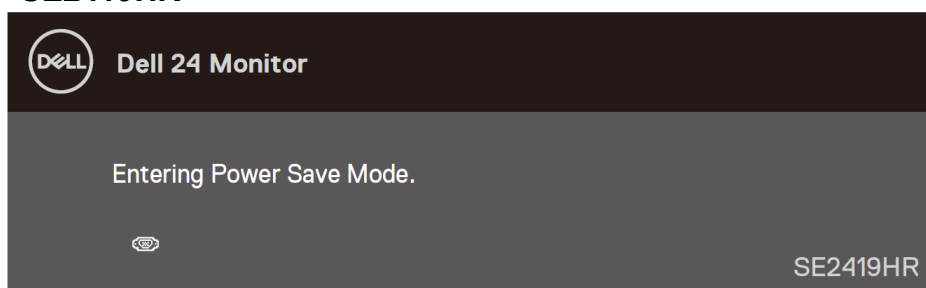 DELL
Dell 24 Monitor
Entering Power Save Mode.
SE2419HR